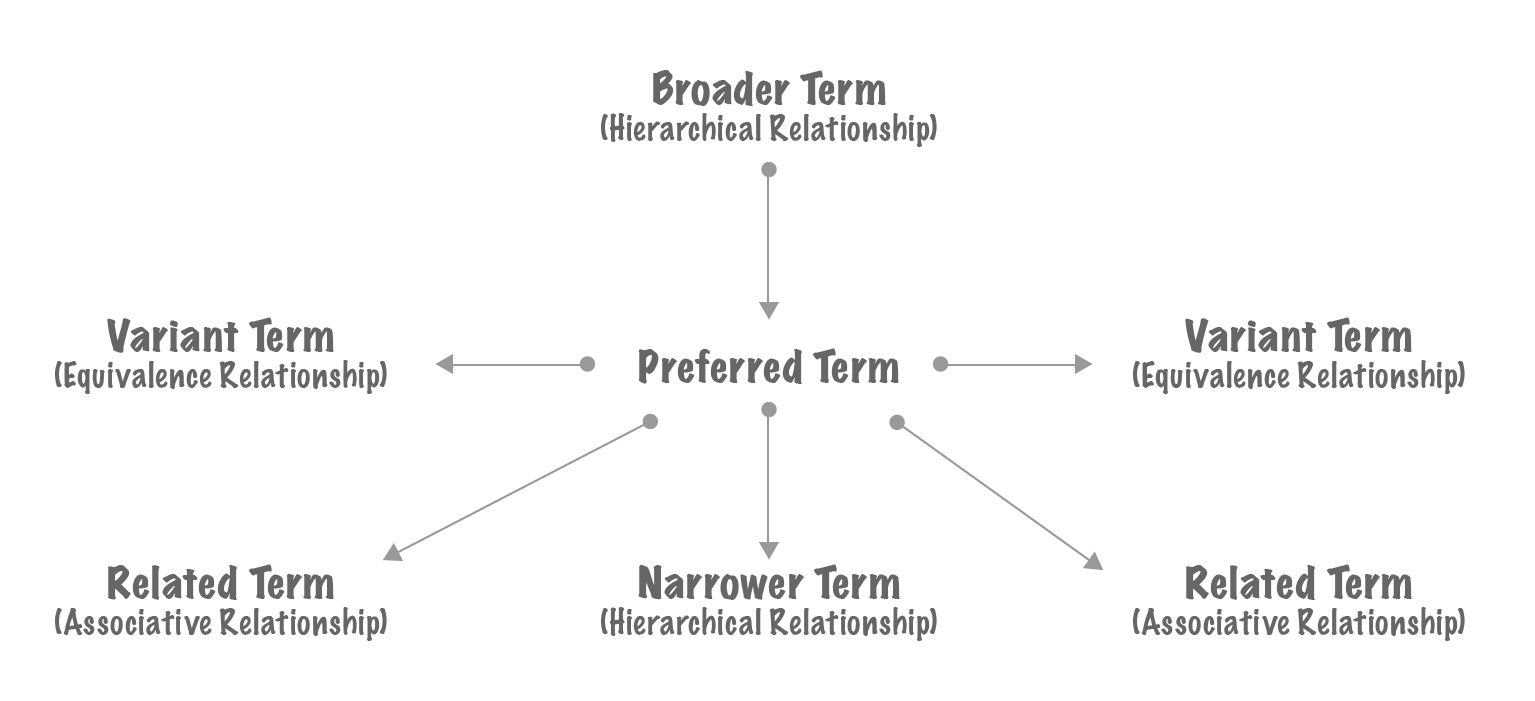 Broader Term
(Hierarchical Relationship)
Variant Term
(Equivalence Relationship)
Preferred Term
Variant Term
(Equivalence Relationship)
Related Term
(Associative Relationship)
Narrower Term
(Hierarchical Relationship)
Related Term
(Associative Relationship)